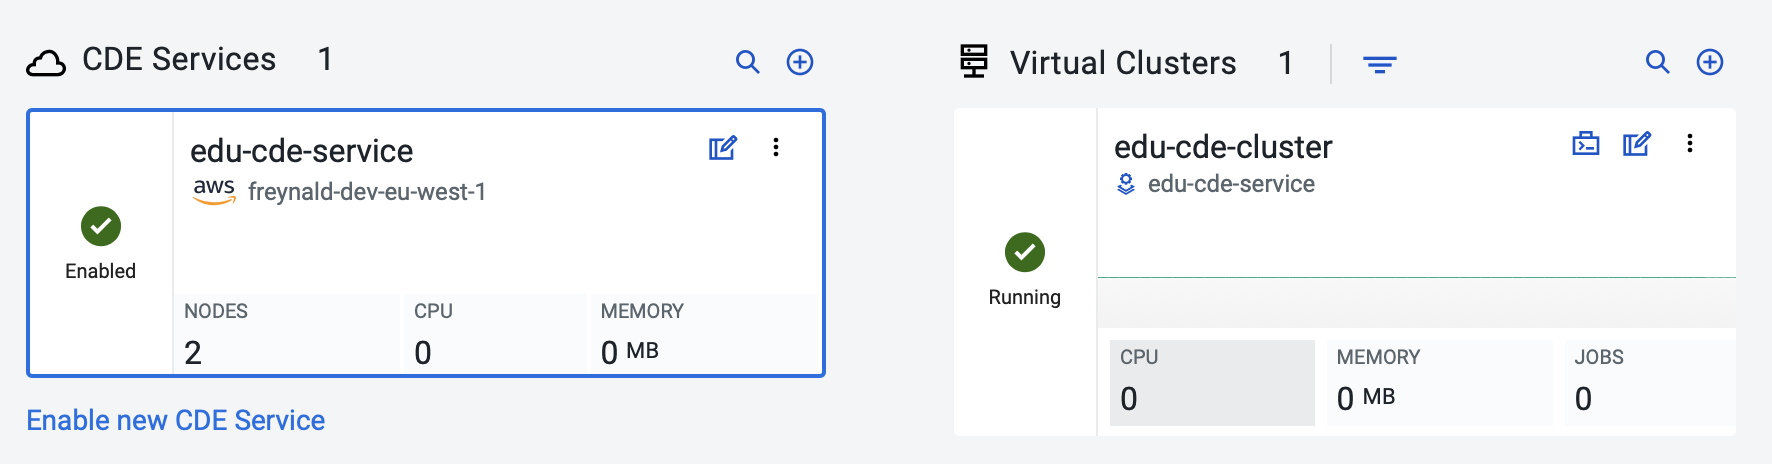 CDE Services 1
edu-cde-service
aws freynald-dev-eu-west-1
Enabled
NODES CPU MEMORY
2 0 0 MB
Enable new CDE Service
Virtual Clusters 1
edu-cde-cluster
edu-cde-service
Running
CPU MEMORY JOBS
0 0 MB 0